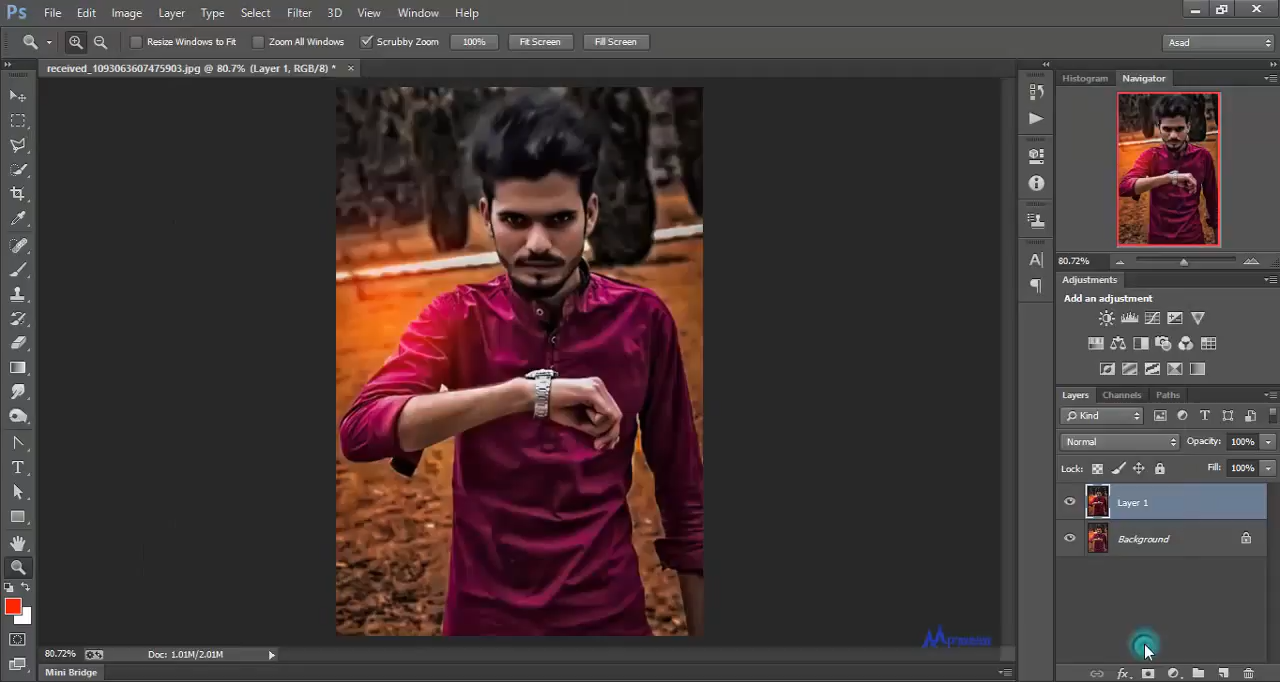 Ps File Edit Image Layer Type Select Filter 3D View Window Help
Resize Windows to Fit Zoom All Windows Scrubby Zoom 100% Fit Screen Fill Screen Asad
received_1093063607475903.jpg @ 80.7% (Layer 1, RGB/8) *
Histogram Navigator
80.72%
Adjustments
Add an adjustment
Layers Channels Paths
Kind
Normal Opacity: 100%
Lock: Fill: 100%
Layer 1
Background
80.72% Doc: 1.01M/2.01M
Mini Bridge